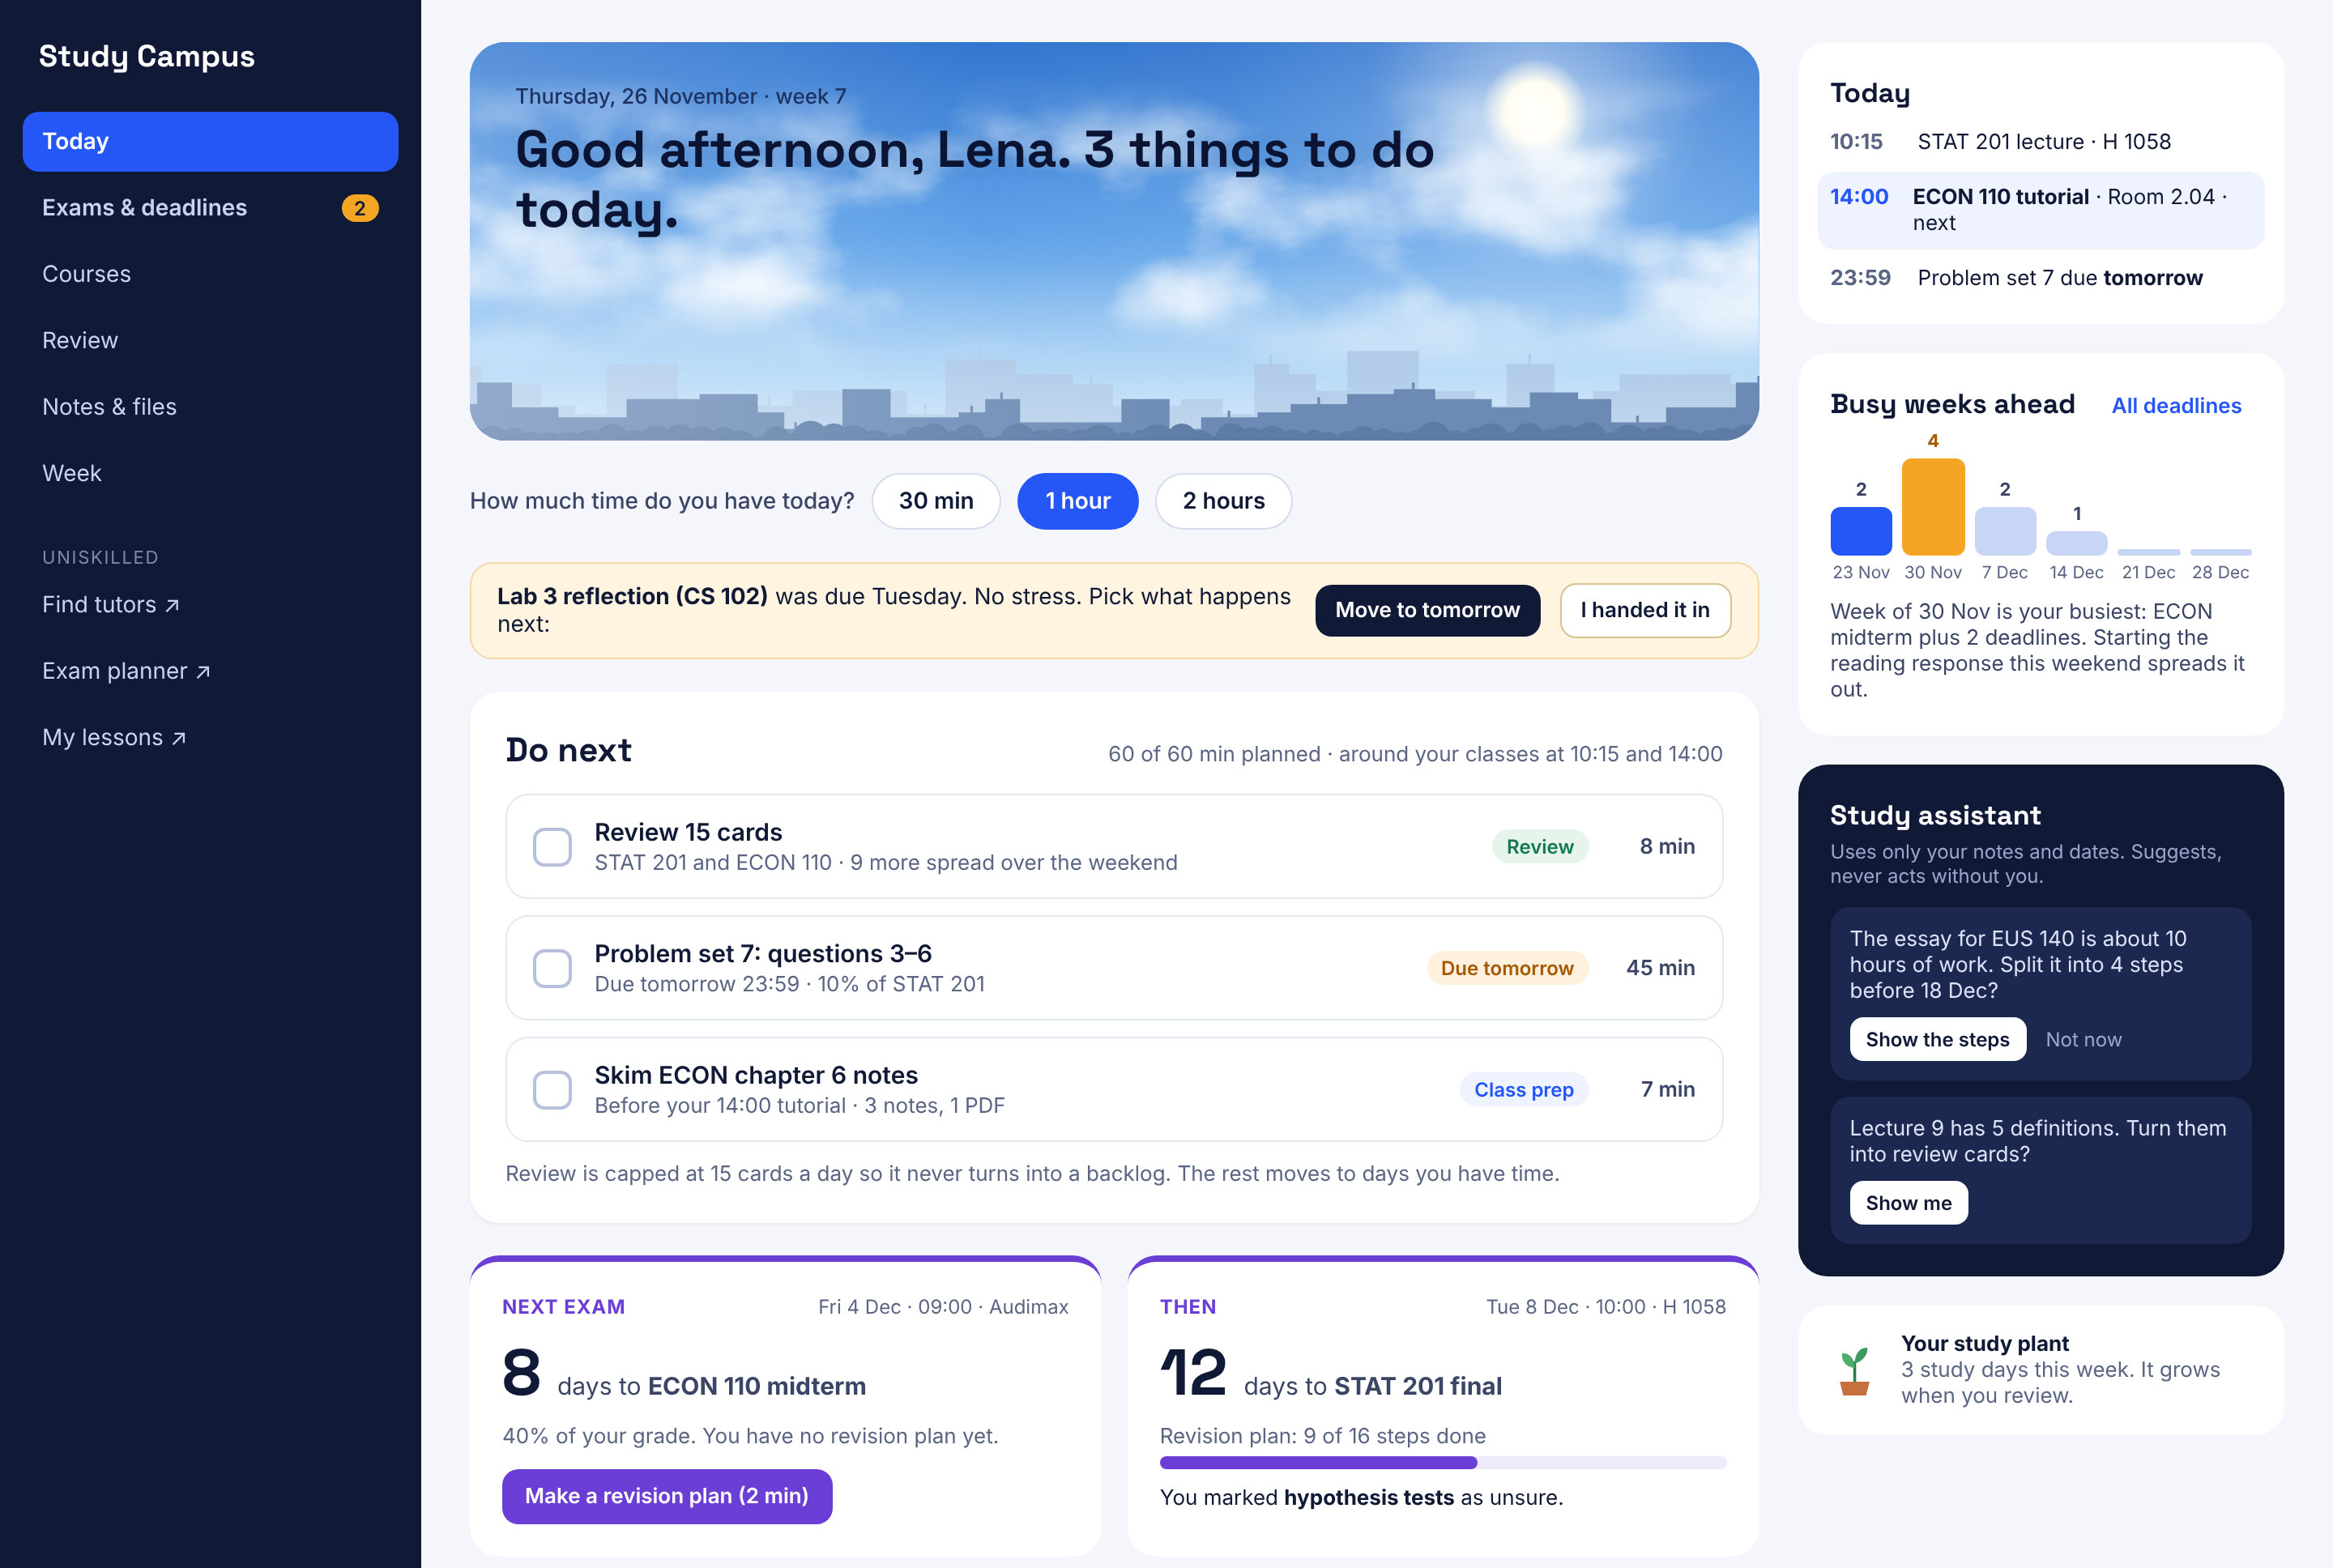 Study Campus
Today
Exams & deadlines 2
Courses
Review
Notes & files
Week
UNISKILLED
Find tutors ↗
Exam planner ↗
My lessons ↗
Thursday, 26 November · week 7
Good afternoon, Lena. 3 things to do
today.
How much time do you have today? 30 min 1 hour 2 hours
Lab 3 reflection (CS 102) was due Tuesday. No stress. Pick what happens
next:
Move to tomorrow I handed it in
Do next 60 of 60 min planned · around your classes at 10:15 and 14:00
Review 15 cards
STAT 201 and ECON 110 · 9 more spread over the weekend
Review 8 min
Problem set 7: questions 3–6
Due tomorrow 23:59 · 10% of STAT 201
Due tomorrow 45 min
Skim ECON chapter 6 notes
Before your 14:00 tutorial · 3 notes, 1 PDF
Class prep 7 min
Review is capped at 15 cards a day so it never turns into a backlog. The rest moves to days you have time.
NEXT EXAM Fri 4 Dec · 09:00 · Audimax
8 days to ECON 110 midterm
40% of your grade. You have no revision plan yet.
Make a revision plan (2 min)
THEN Tue 8 Dec · 10:00 · H 1058
12 days to STAT 201 final
Revision plan: 9 of 16 steps done
You marked hypothesis tests as unsure.
Today
10:15 STAT 201 lecture · H 1058
14:00 ECON 110 tutorial · Room 2.04 ·
next
23:59 Problem set 7 due tomorrow
Busy weeks ahead All deadlines
2 4 2 1
23 Nov 30 Nov 7 Dec 14 Dec 21 Dec 28 Dec
Week of 30 Nov is your busiest: ECON
midterm plus 2 deadlines. Starting the
reading response this weekend spreads it
out.
Study assistant
Uses only your notes and dates. Suggests,
never acts without you.
The essay for EUS 140 is about 10
hours of work. Split it into 4 steps
before 18 Dec?
Show the steps Not now
Lecture 9 has 5 definitions. Turn them
into review cards?
Show me
Your study plant
3 study days this week. It grows
when you review.